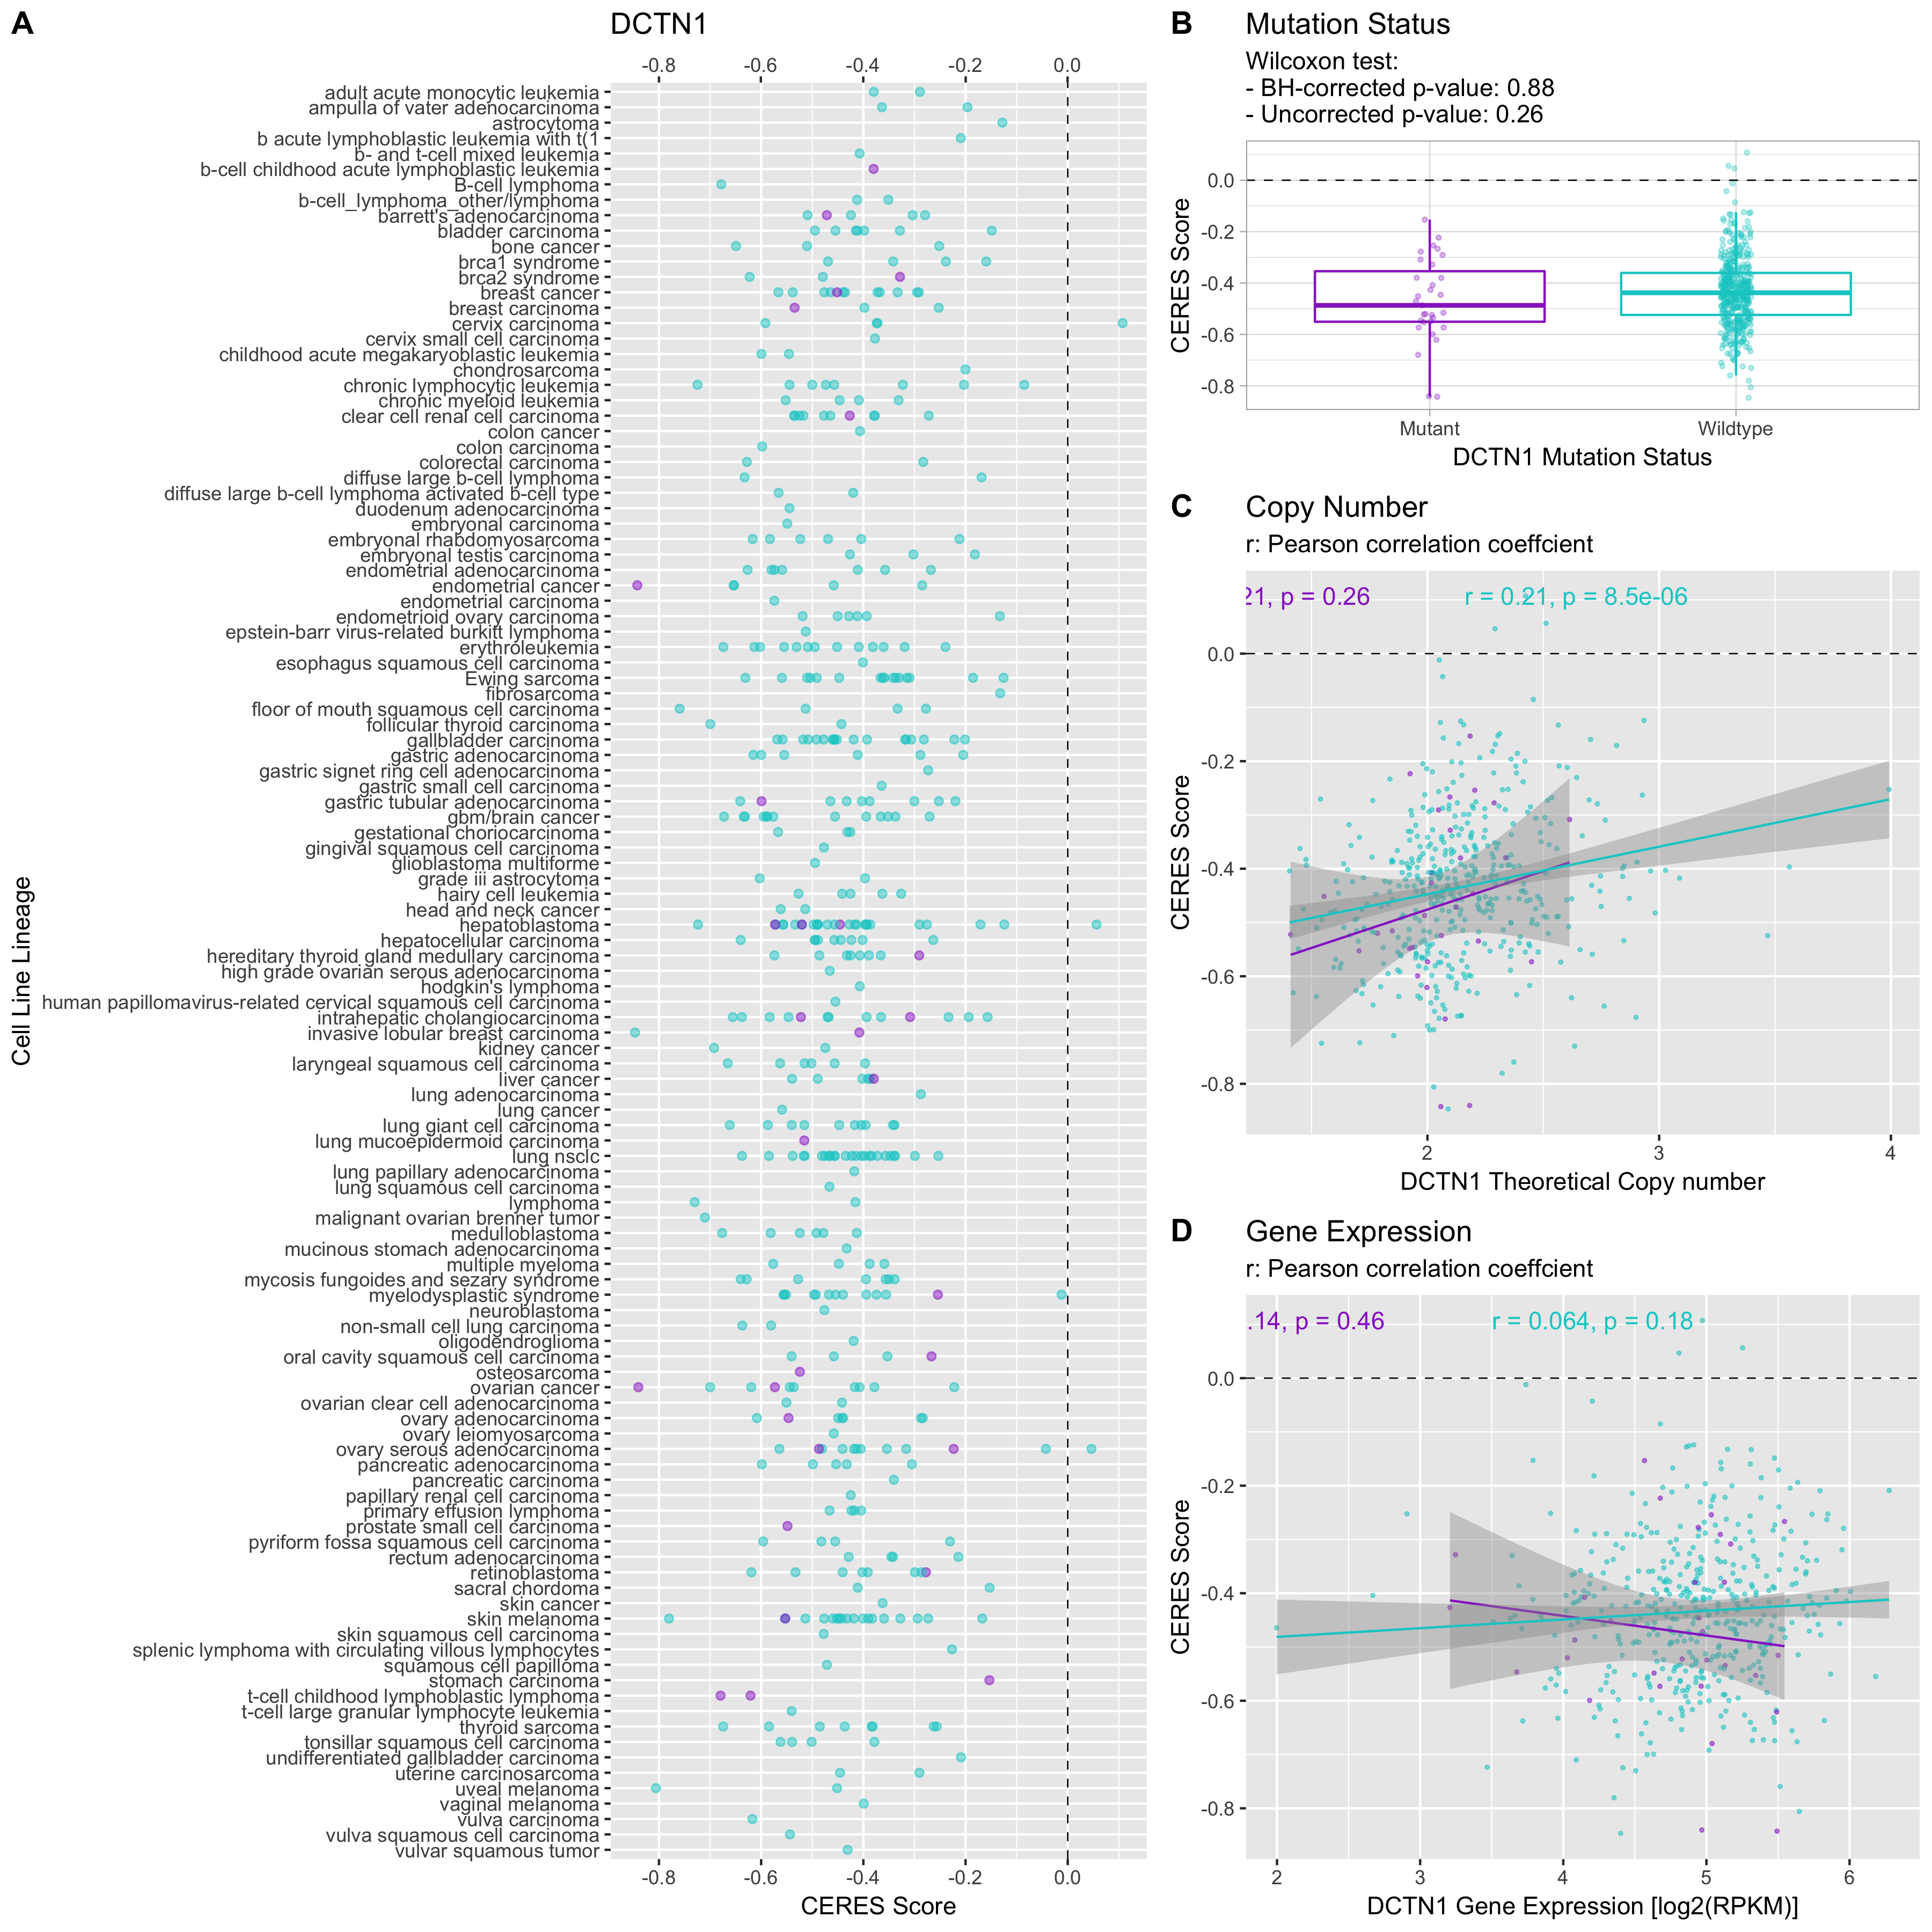 A
DCTN1
-0.8 -0.6 -0.4 -0.2 0.0
adult acute monocytic leukemia
ampulla of vater adenocarcinoma
astrocytoma
b acute lymphoblastic leukemia with t(1
b- and t-cell mixed leukemia
b-cell childhood acute lymphoblastic leukemia
B-cell lymphoma
b-cell_lymphoma_other/lymphoma
barrett's adenocarcinoma
bladder carcinoma
bone cancer
brca1 syndrome
brca2 syndrome
breast cancer
breast carcinoma
cervix carcinoma
cervix small cell carcinoma
childhood acute megakaryoblastic leukemia
chondrosarcoma
chronic lymphocytic leukemia
chronic myeloid leukemia
clear cell renal cell carcinoma
colon cancer
colon carcinoma
colorectal carcinoma
diffuse large b-cell lymphoma
diffuse large b-cell lymphoma activated b-cell type
duodenum adenocarcinoma
embryonal carcinoma
embryonal rhabdomyosarcoma
embryonal testis carcinoma
endometrial adenocarcinoma
endometrial cancer
endometrial carcinoma
endometrioid ovary carcinoma
epstein-barr virus-related burkitt lymphoma
erythroleukemia
esophagus squamous cell carcinoma
Ewing sarcoma
fibrosarcoma
floor of mouth squamous cell carcinoma
follicular thyroid carcinoma
gallbladder carcinoma
gastric adenocarcinoma
gastric signet ring cell adenocarcinoma
gastric small cell carcinoma
gastric tubular adenocarcinoma
gbm/brain cancer
gestational choriocarcinoma
gingival squamous cell carcinoma
glioblastoma multiforme
grade iii astrocytoma
hairy cell leukemia
head and neck cancer
hepatoblastoma
hepatocellular carcinoma
hereditary thyroid gland medullary carcinoma
high grade ovarian serous adenocarcinoma
hodgkin's lymphoma
human papillomavirus-related cervical squamous cell carcinoma
intrahepatic cholangiocarcinoma
invasive lobular breast carcinoma
kidney cancer
laryngeal squamous cell carcinoma
liver cancer
lung adenocarcinoma
lung cancer
lung giant cell carcinoma
lung mucoepidermoid carcinoma
lung nsclc
lung papillary adenocarcinoma
lung squamous cell carcinoma
lymphoma
malignant ovarian brenner tumor
medulloblastoma
mucinous stomach adenocarcinoma
multiple myeloma
mycosis fungoides and sezary syndrome
myelodysplastic syndrome
neuroblastoma
non-small cell lung carcinoma
oligodendroglioma
oral cavity squamous cell carcinoma
osteosarcoma
ovarian cancer
ovarian clear cell adenocarcinoma
ovary adenocarcinoma
ovary leiomyosarcoma
ovary serous adenocarcinoma
pancreatic adenocarcinoma
pancreatic carcinoma
papillary renal cell carcinoma
primary effusion lymphoma
prostate small cell carcinoma
pyriform fossa squamous cell carcinoma
rectum adenocarcinoma
retinoblastoma
sacral chordoma
skin cancer
skin melanoma
skin squamous cell carcinoma
splenic lymphoma with circulating villous lymphocytes
squamous cell papilloma
stomach carcinoma
t-cell childhood lymphoblastic lymphoma
t-cell large granular lymphocyte leukemia
thyroid sarcoma
tonsillar squamous cell carcinoma
undifferentiated gallbladder carcinoma
uterine carcinosarcoma
uveal melanoma
vaginal melanoma
vulva carcinoma
vulva squamous cell carcinoma
vulvar squamous tumor
-0.8 -0.6 -0.4 -0.2 0.0
CERES Score
Cell Line Lineage
B
Mutation Status
Wilcoxon test:
- BH-corrected p-value: 0.88
- Uncorrected p-value: 0.26
0.0
-0.2
-0.4
-0.6
-0.8
CERES Score
Mutant Wildtype
DCTN1 Mutation Status
C
Copy Number
r: Pearson correlation coeffcient
21, p = 0.26 r = 0.21, p = 8.5e-06
0.0
-0.2
-0.4
-0.6
-0.8
CERES Score
2 3 4
DCTN1 Theoretical Copy number
D
Gene Expression
r: Pearson correlation coeffcient
.14, p = 0.46 r = 0.064, p = 0.18
0.0
-0.2
-0.4
-0.6
-0.8
CERES Score
2 3 4 5 6
DCTN1 Gene Expression [log2(RPKM)]